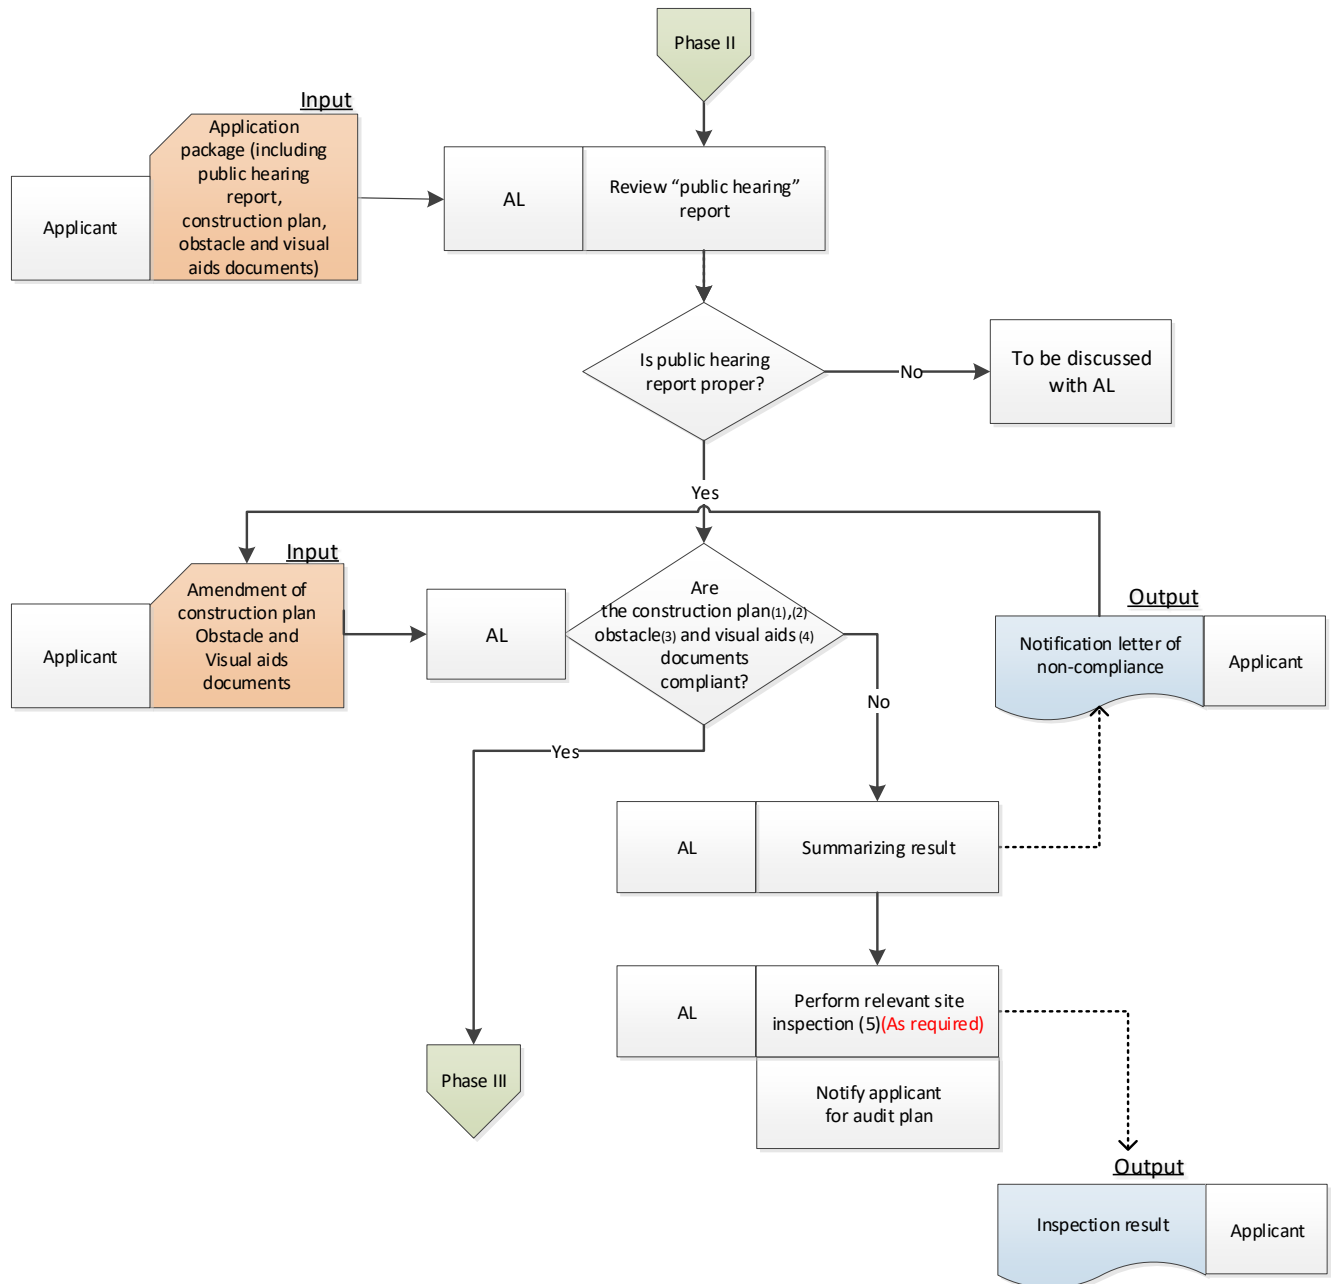 Phase II
Input
Application
package (including
public hearing
report,
construction plan,
obstacle and visual
aids documents)
Applicant
AL
Review “public hearing”
report
Is public hearing
report proper?
No
To be discussed
with AL
Yes
Input
Amendment of
construction plan
Obstacle and
Visual aids
documents
Applicant
AL
Are
the construction plan(1),(2)
obstacle(3) and visual aids (4)
documents
compliant?
Output
Notification letter of
non-compliance
Applicant
No
Yes
AL
Summarizing result
AL
Perform relevant site
inspection (5)(As required)
Notify applicant
for audit plan
Phase III
Output
Inspection result
Applicant